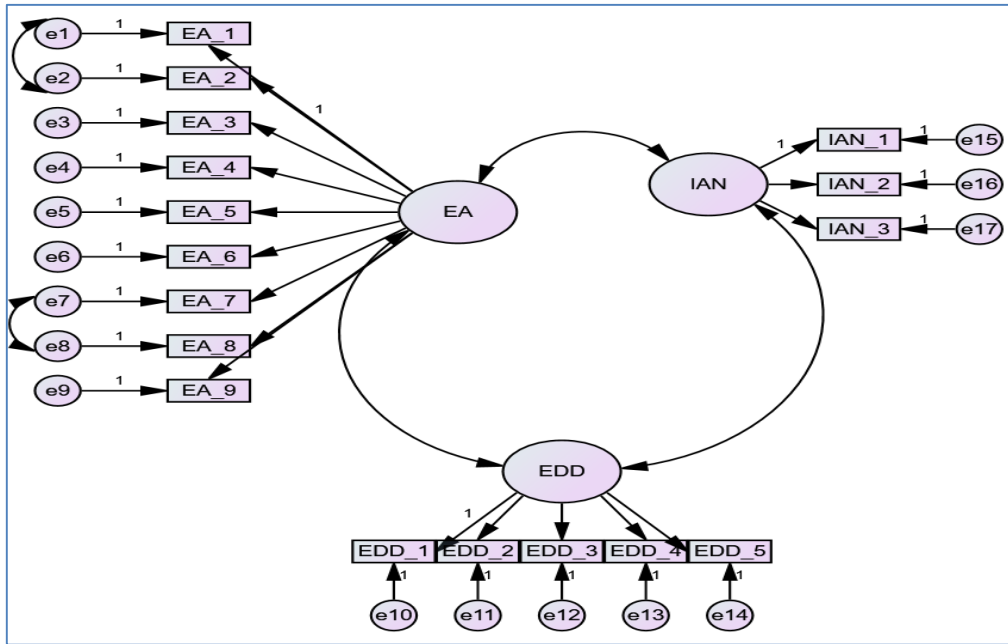 e1 1 EA_1
e2 1 EA_2
1
e3 1 EA_3
e4 1 EA_4
e5 1 EA_5
e6 1 EA_6
e7 1 EA_7
e8 1 EA_8
e9 1 EA_9
EA
IAN
1 IAN_1 1 e15
IAN_2 1 e16
IAN_3 1 e17
EDD
1
EDD_1 EDD_2 EDD_3 EDD_4 EDD_5
1 1 1 1 1
e10 e11 e12 e13 e14